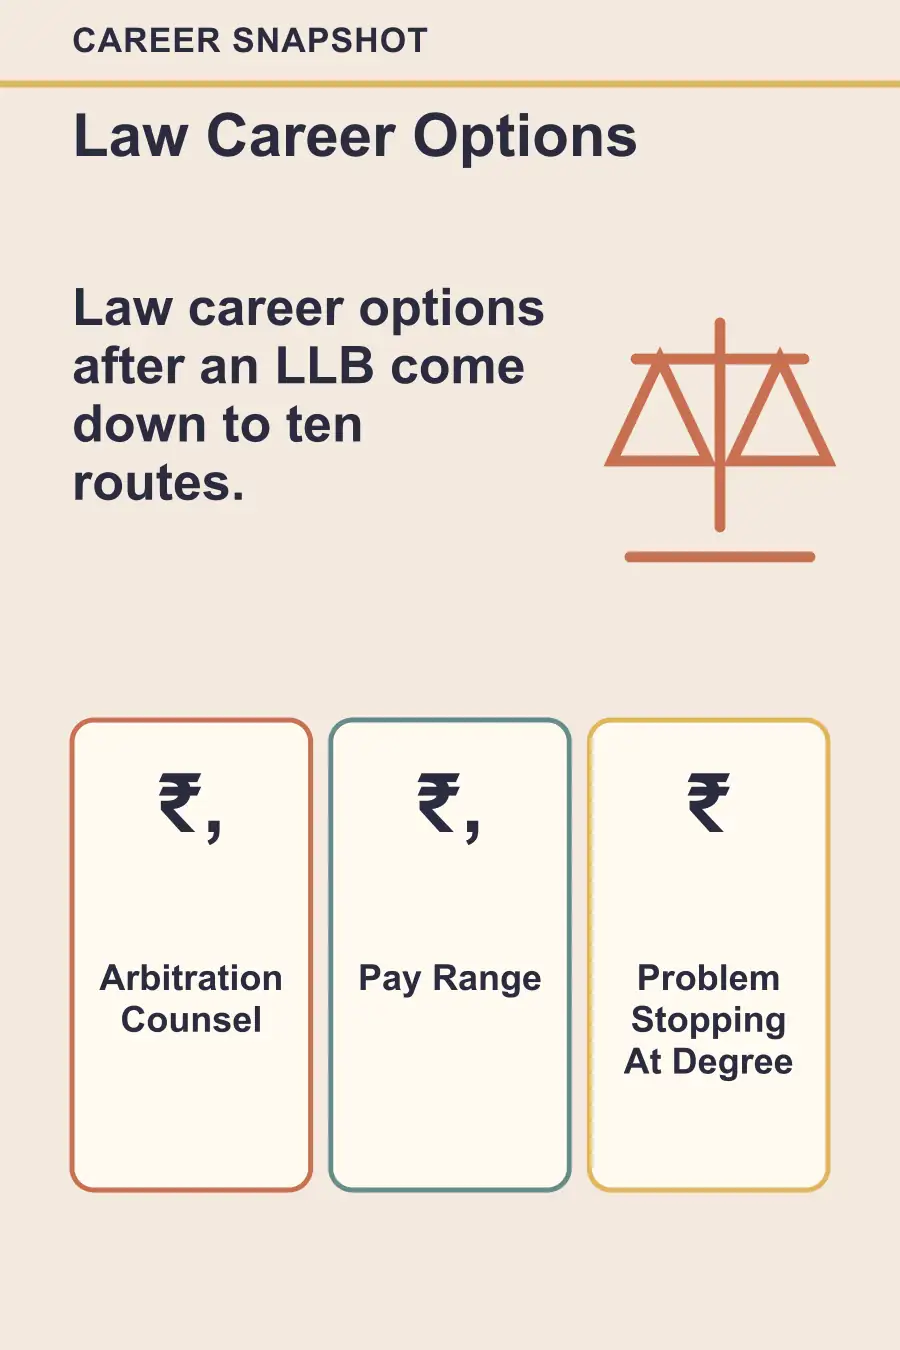 CAREER SNAPSHOT
Law Career Options
Law career options
after an LLB come
down to ten
routes.
₹,
Arbitration
Counsel
₹,
Pay Range
₹
Problem
Stopping
At Degree